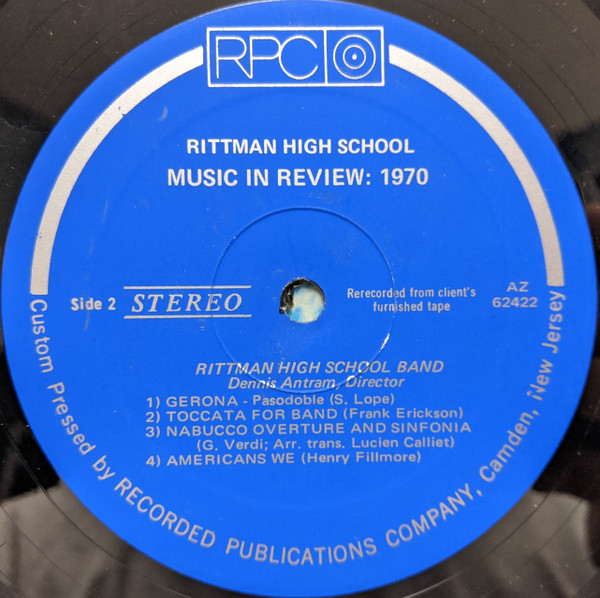 RPC
RITTMAN HIGH SCHOOL
MUSIC IN REVIEW: 1970
Side 2 STEREO
Rerecorded from client's
furnished tape
AZ
62422
RITTMAN HIGH SCHOOL BAND
Dennis Antram, Director
1) GERONA - Pasodoble (S. Lope)
2) TOCCATA FOR BAND (Frank Erickson)
3) NABUCCO OVERTURE AND SINFONIA
(G. Verdi; Arr. trans. Lucien Calliet)
4) AMERICANS WE (Henry Fillmore)
Custom Pressed by RECORDED PUBLICATIONS COMPANY, Camden, New Jersey